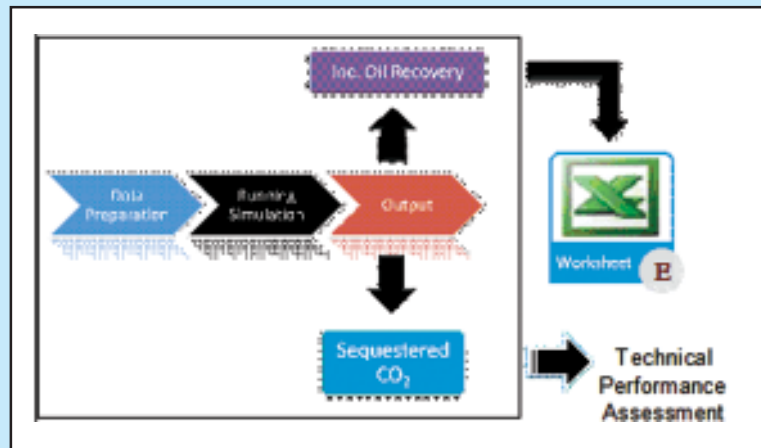 Inc. Oil Recovery
Data
Preparation
Running
Simulation
Output
Worksheet
E
Sequestered
CO₂
Technical
Performance
Assessment